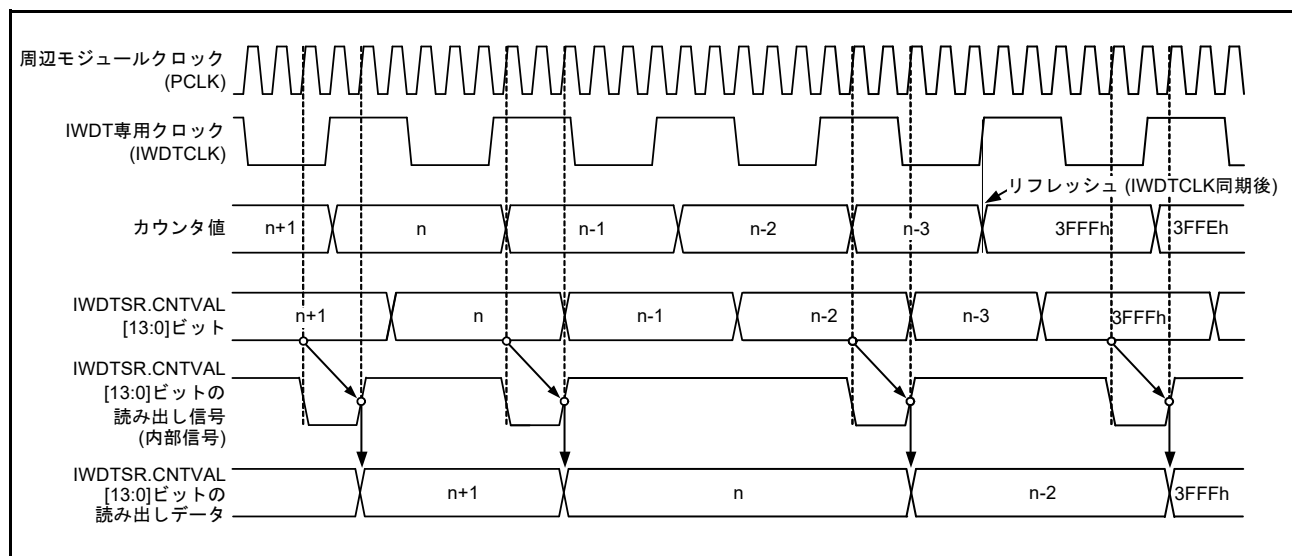 周辺モジュールクロック
(PCLK)
IWDT専用クロック
(IWDTCLK)
リフレッシュ (IWDTCLK同期後)
カウンタ値
n+1
n
n-1
n-2
n-3
3FFFh
3FFEh
IWDTSR.CNTVAL
[13:0]ビット
n+1
n
n-1
n-2
n-3
3FFFh
IWDTSR.CNTVAL
[13:0]ビットの
読み出し信号
(内部信号)
IWDTSR.CNTVAL
[13:0]ビットの
読み出しデータ
n+1
n
n-2
3FFFh